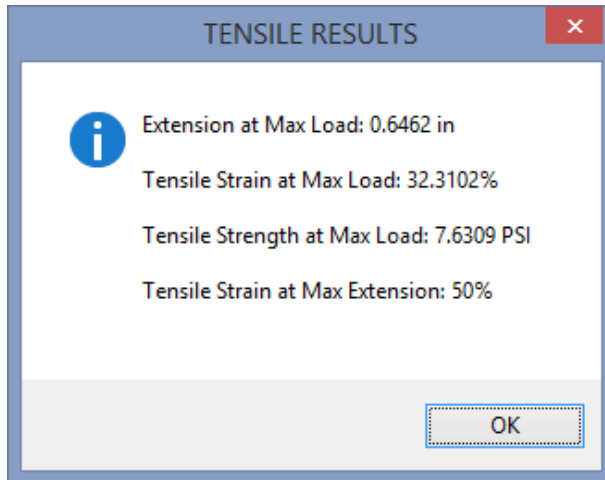 TENSILE RESULTS
Extension at Max Load: 0.6462 in
Tensile Strain at Max Load: 32.3102%
Tensile Strength at Max Load: 7.6309 PSI
Tensile Strain at Max Extension: 50%
OK